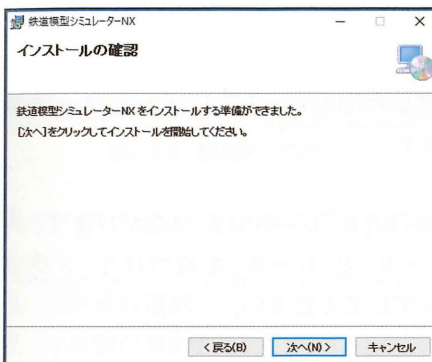 鉄道模型シミュレーターNX
インストールの確認
鉄道模型シミュレーターNX をインストールする準備ができました。
[次へ]をクリックしてインストールを開始してください。
< 戻る(B)
次へ(N) >
キャンセル